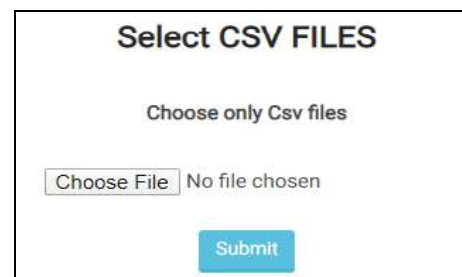 Select CSV FILES
Choose only Csv files
Choose File No file chosen
Submit